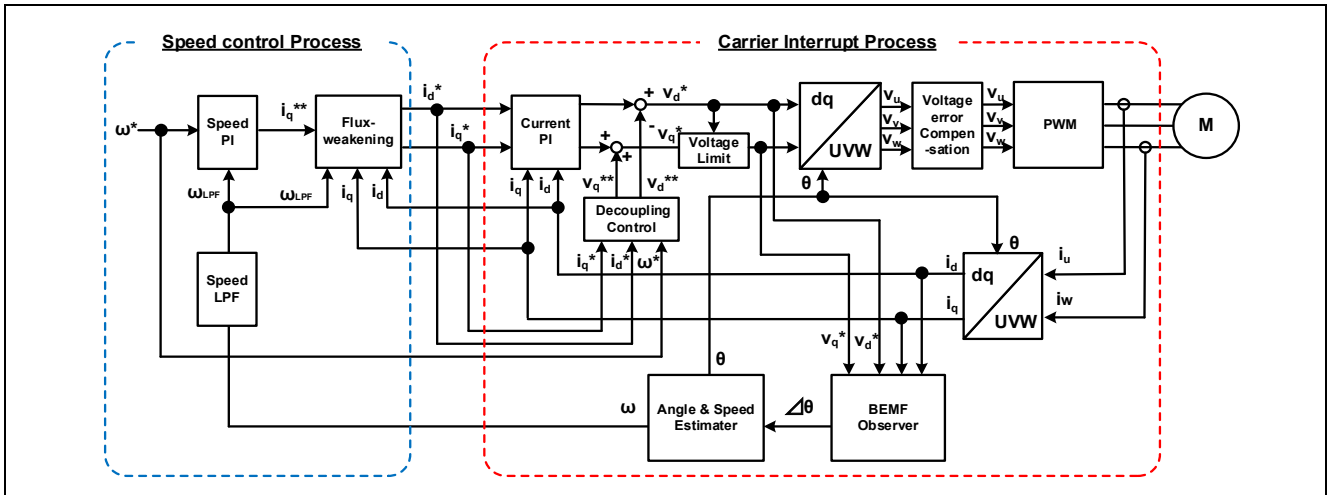 Speed control Process
Carrier Interrupt Process
ω*
Speed
PI
iq**
Flux-
weakening
id*
iq*
Current
PI
+
vd*
-
+
+
vq*
Voltage
Limit
dq
UVW
vu
vv
vw
Voltage
error
Compen
-sation
vu
vv
vw
PWM
M
ωLPF
ωLPF
iq
id
iq
id
vq**
vd**
Decoupling
Control
θ
Speed
LPF
iq*
id*
ω*
θ
id
iq
dq
UVW
iu
iw
θ
vq*
vd*
ω
Angle & Speed
Estimater
⊿θ
BEMF
Observer